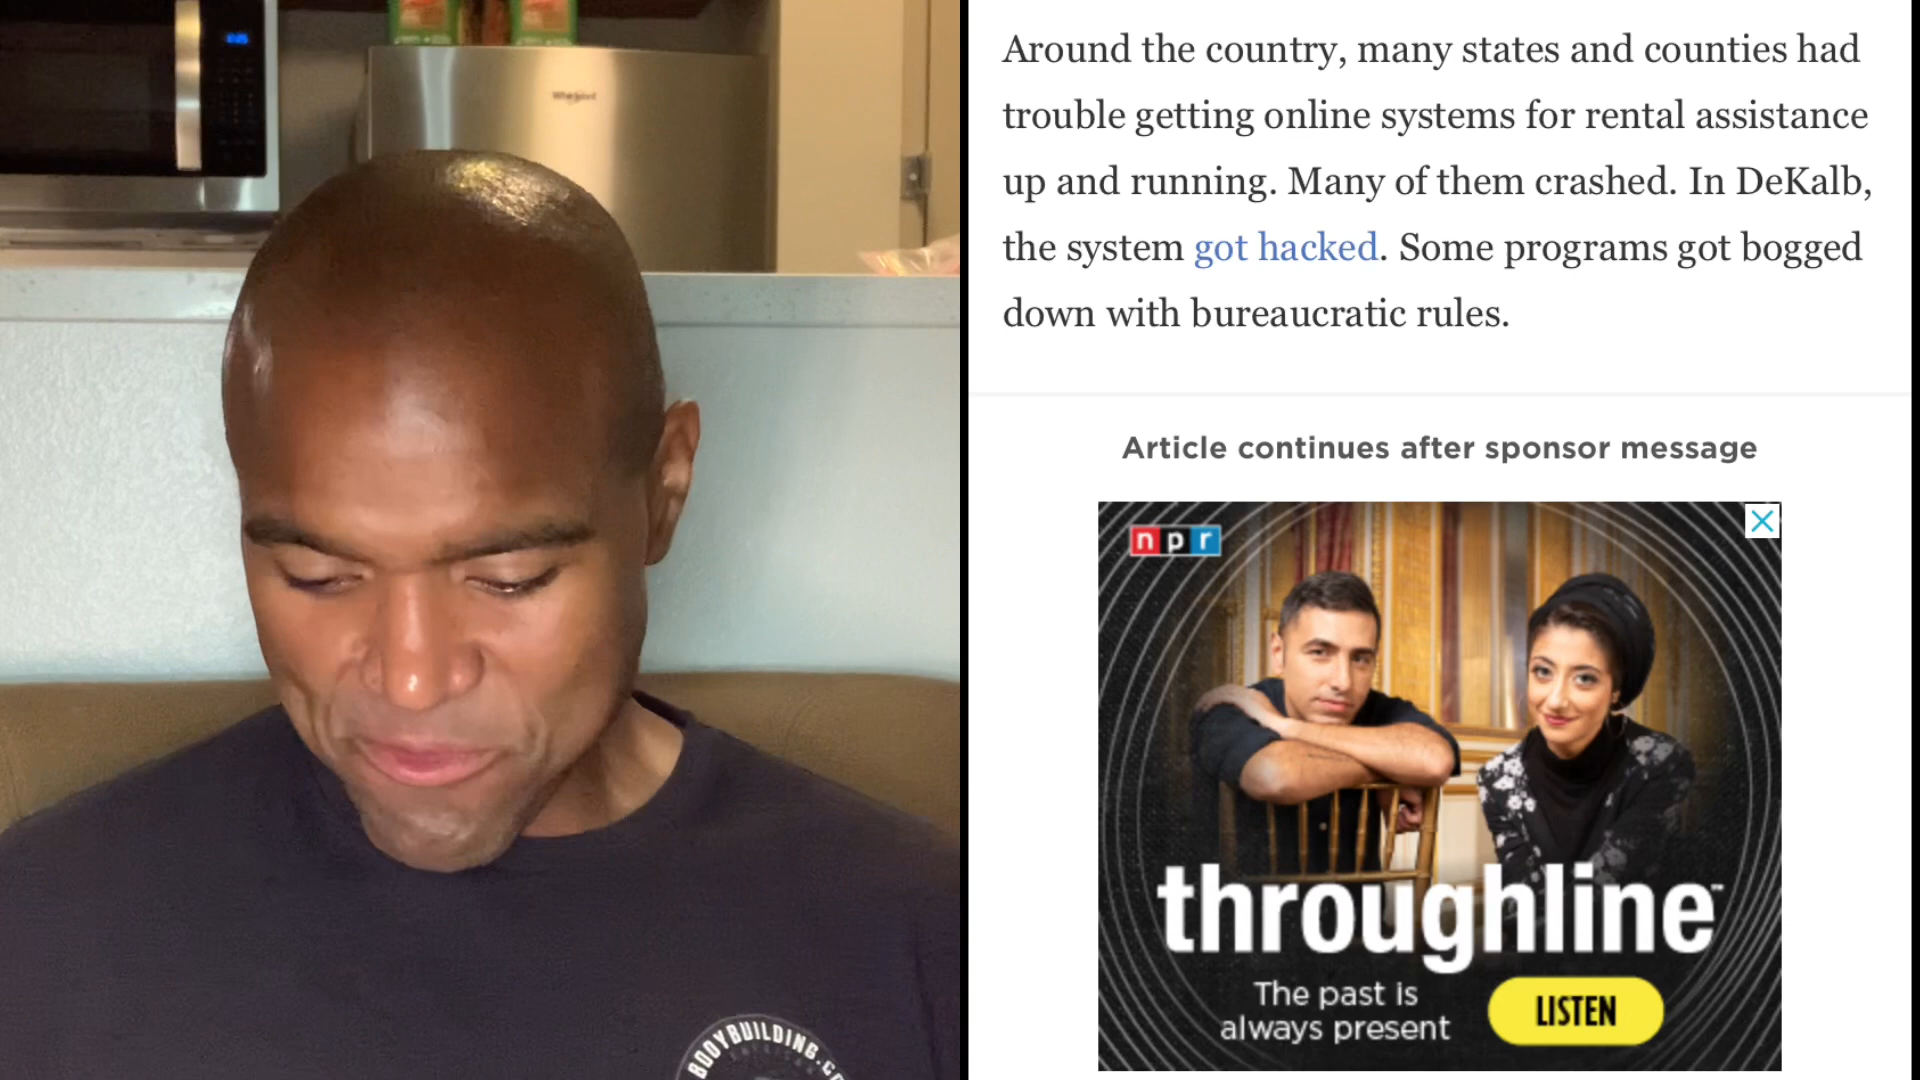 Whirlpool
BODYBUILDING.C
Around the country, many states and counties had
trouble getting online systems for rental assistance
up and running. Many of them crashed. In DeKalb,
the system got hacked. Some programs got bogged
down with bureaucratic rules.
Article continues after sponsor message
npr
throughline
The past is
always present
LISTEN